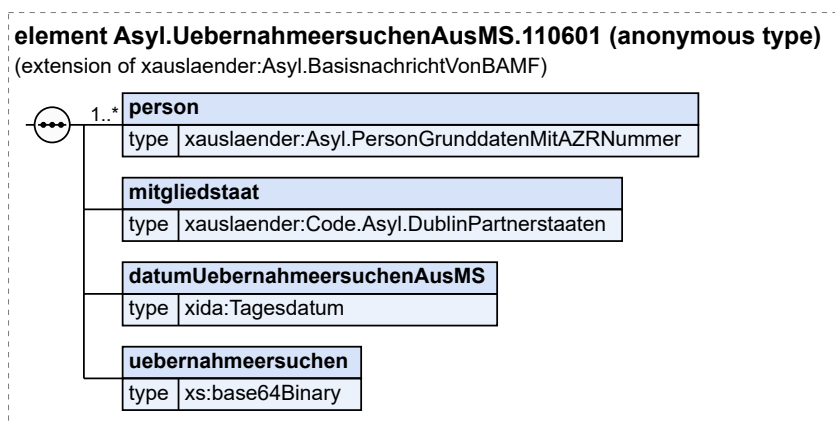 element Asyl.UebernahmeersuchenAusMS.110601 (anonymous type)
(extension of xauslaender:Asyl.BasisnachrichtVonBAMF)
1..* person
type xauslaender:Asyl.PersonGrunddatenMitAZRNummer
mitgliedstaat
type xauslaender:Code.Asyl.DublinPartnerstaaten
datumUebernahmeersuchenAusMS
type xida:Tagesdatum
uebernahmeersuchen
type xs:base64Binary